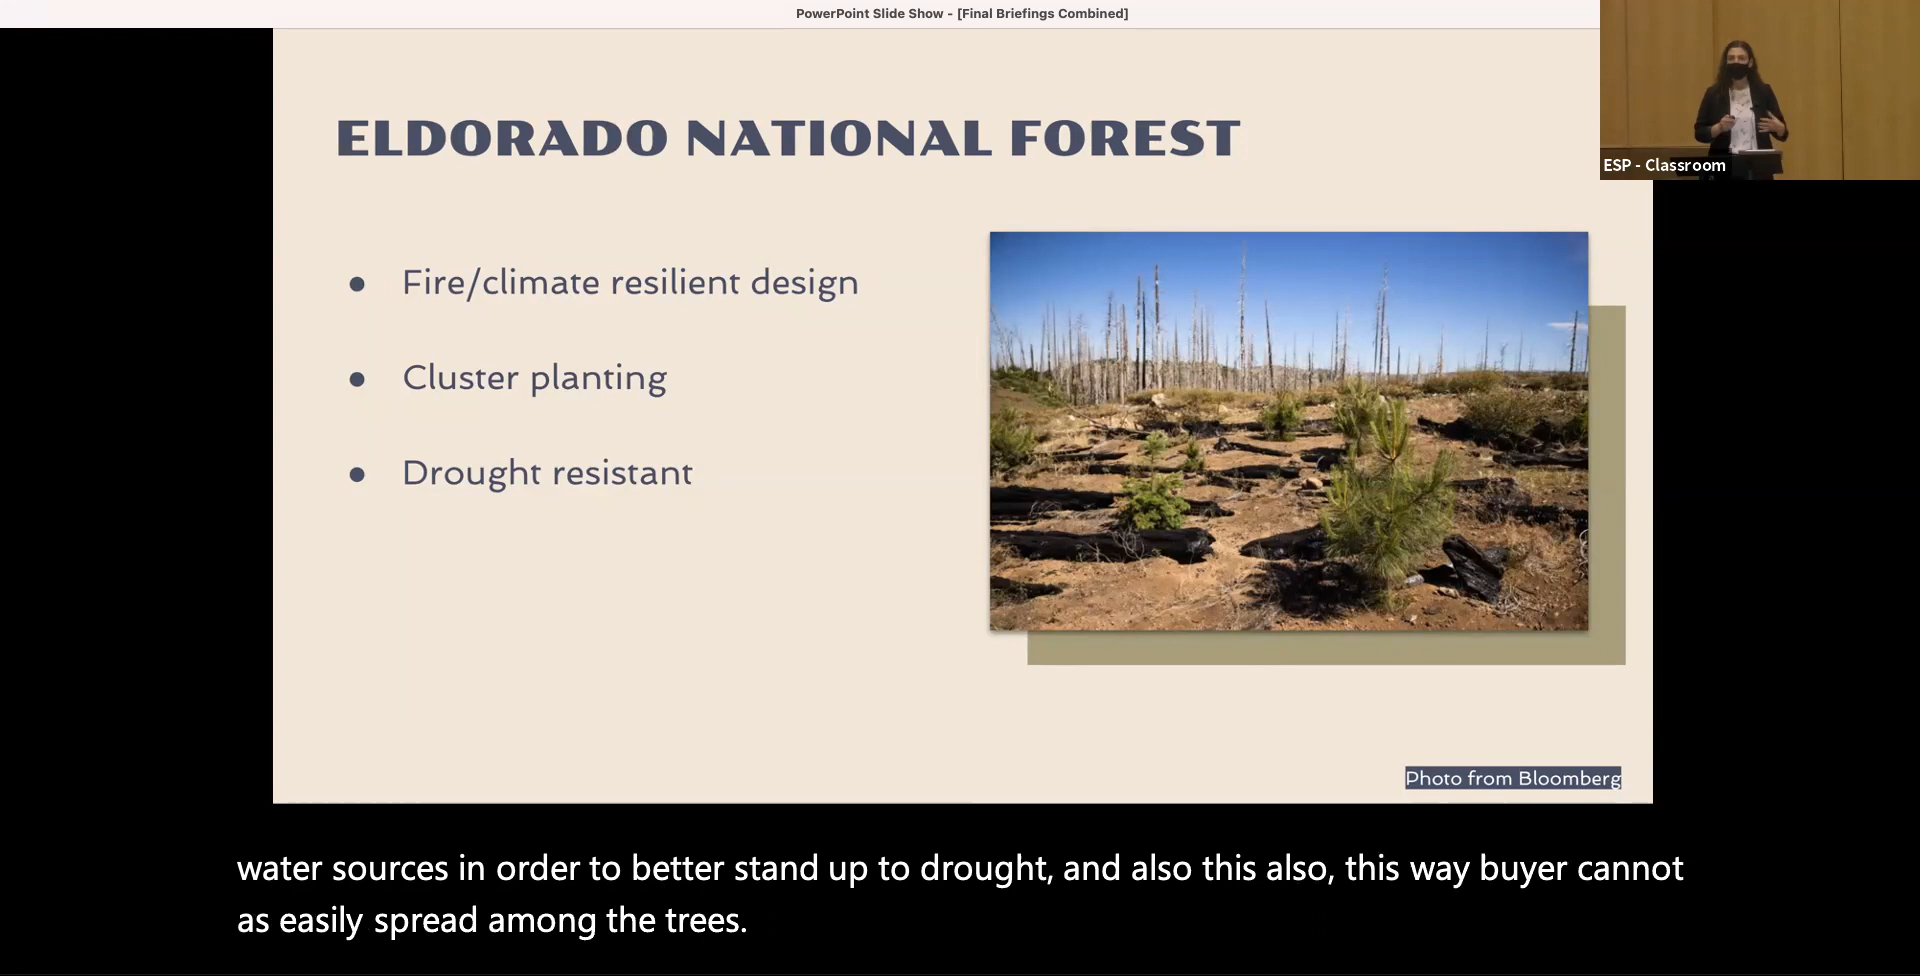 PowerPoint Slide Show - [Final Briefings Combined]
ESP - Classroom
ELDORADO NATIONAL FOREST
● Fire/climate resilient design
● Cluster planting
● Drought resistant
Photo from Bloomberg
water sources in order to better stand up to drought, and also this also, this way buyer cannot
as easily spread among the trees.